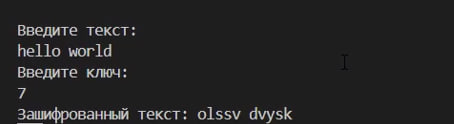 Введите текст:
hello world
Введите ключ:
7
Зашифрованный текст: olssv dvysk